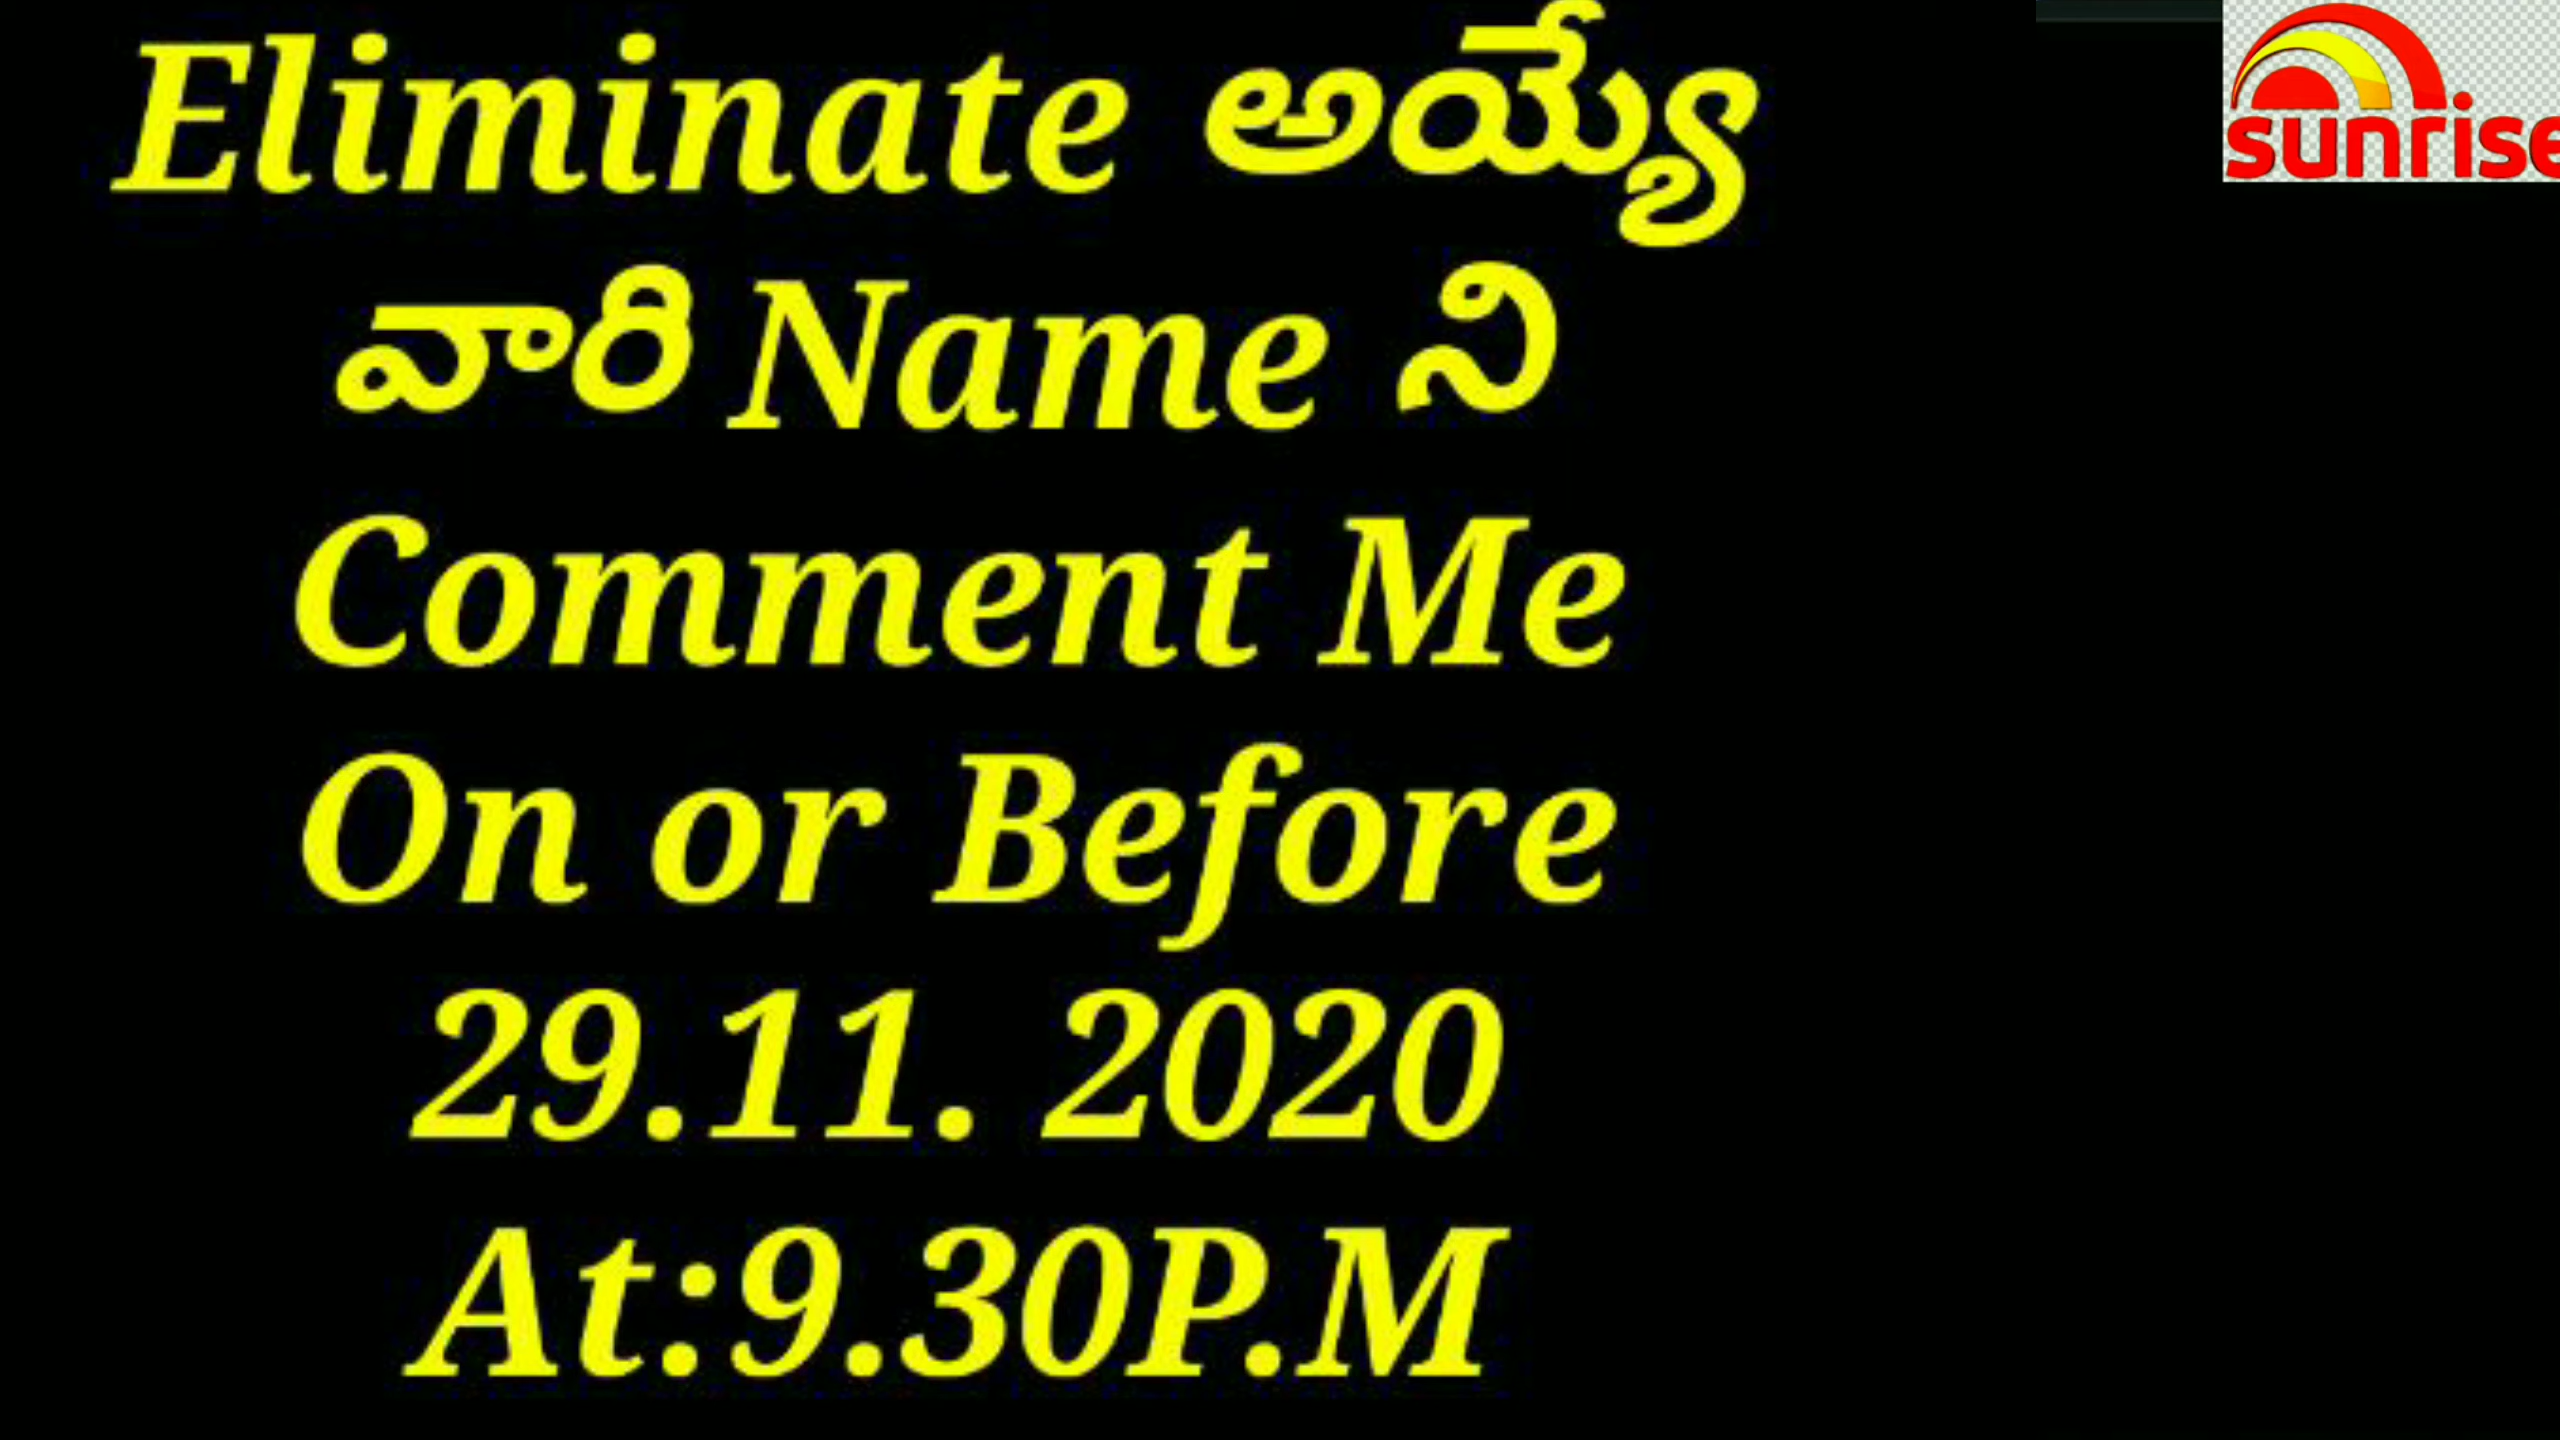 Eliminate అయ్యే
వారి Name ని
Comment Me
On or Before
29.11. 2020
At:9.30P.M
sunrise